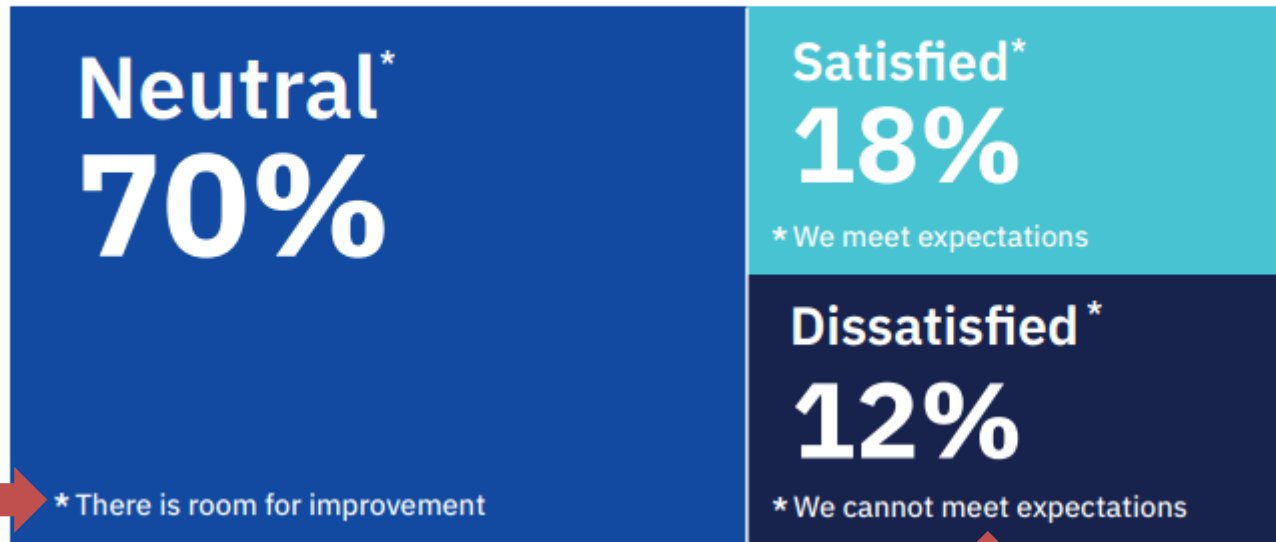 Neutral*
70%
* There is room for improvement
Satisfied*
18%
* We meet expectations
Dissatisfied *
12%
* We cannot meet expectations